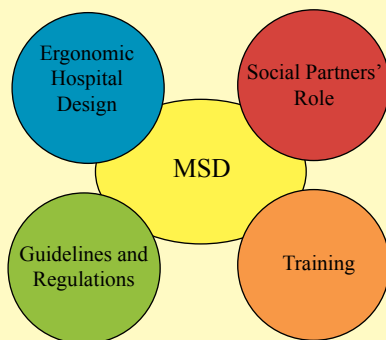 Ergonomic
Hospital
Design
Social Partners’
Role
MSD
Guidelines and
Regulations
Training